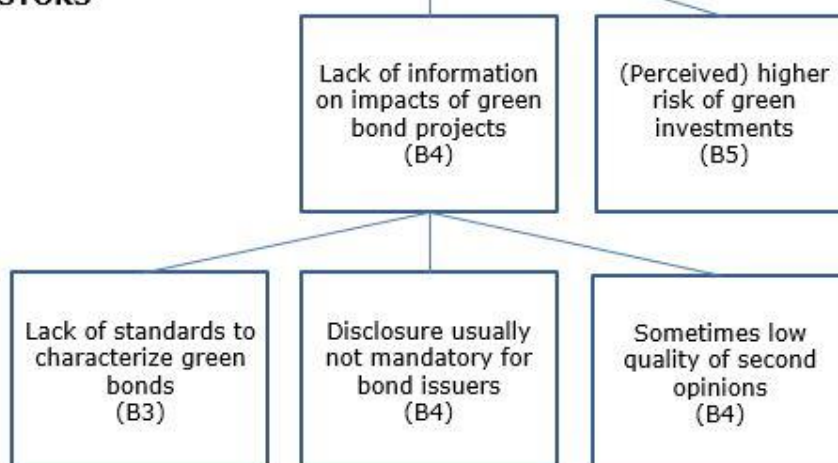 Lack of information
on impacts of green
bond projects
(B4)
(Perceived) higher
risk of green
investments
(B5)
Lack of standards to
characterize green
bonds
(B3)
Disclosure usually
not mandatory for
bond issuers
(B4)
Sometimes low
quality of second
opinions
(B4)